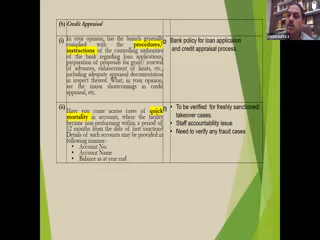 (b) Credit Appraisal
(i) In your opinion, has the branch generally
complied with the procedures/
instructions of the controlling authorities
of the bank regarding loan applications,
preparation of proposals for grant/ renewal
of advances, enhancement of limits, etc.,
including adequate appraisal documentation
in respect thereof. What, in your opinion,
are the major shortcomings in credit
appraisal, etc.
Bank policy for loan application
and credit appraisal process.
(ii) Have you come across cases of quick
mortality in accounts, where the facility
became non-performing within a period of
12 months from the date of first sanction?
Details of such accounts may be provided in
following manner:
• Account No.
• Account Name
• Balance as at year end
• To be verified for freshly sanctioned/
takeover cases.
• Staff accountability issue
• Need to verify any fraud cases